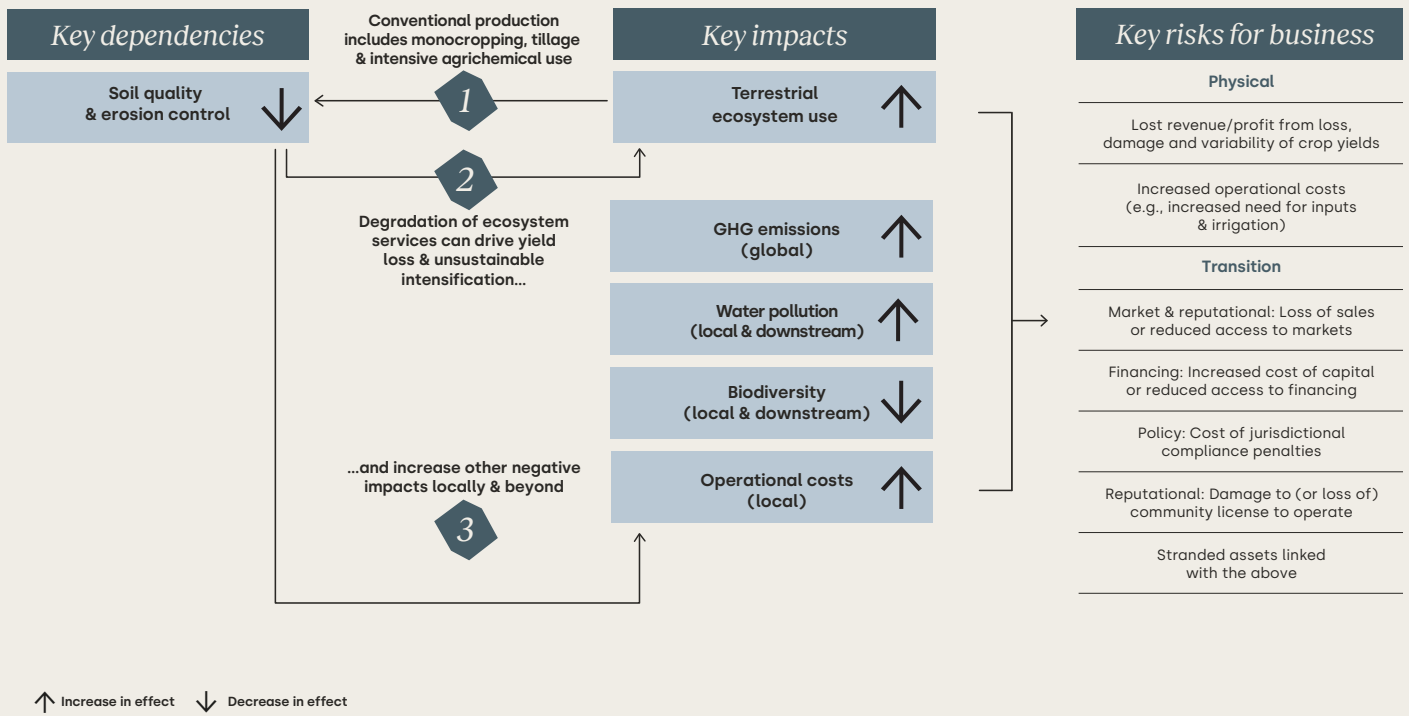 Key dependencies
Soil quality
& erosion control
Conventional production
includes monocropping, tillage
& intensive agrichemical use
1
2
Degradation of ecosystem
services can drive yield
loss & unsustainable
intensification...
...and increase other negative
impacts locally & beyond
3
Key impacts
Terrestrial
ecosystem use
GHG emissions
(global)
Water pollution
(local & downstream)
Biodiversity
(local & downstream)
Operational costs
(local)
Key risks for business
Physical
Lost revenue/profit from loss,
damage and variability of crop yields
Increased operational costs
(e.g., increased need for inputs
& irrigation)
Transition
Market & reputational: Loss of sales
or reduced access to markets
Financing: Increased cost of capital
or reduced access to financing
Policy: Cost of jurisdictional
compliance penalties
Reputational: Damage to (or loss of)
community license to operate
Stranded assets linked
with the above
Increase in effect
Decrease in effect